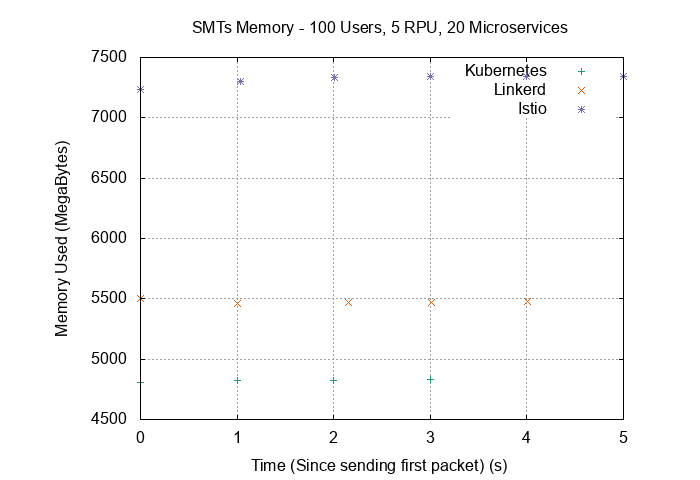 SMTs Memory - 100 Users, 5 RPU, 20 Microservices
7500
7000
6500
6000
5500
5000
4500
Memory Used (MegaBytes)
Kubernetes
Linkerd
Istio
0 1 2 3 4 5
Time (Since sending first packet) (s)